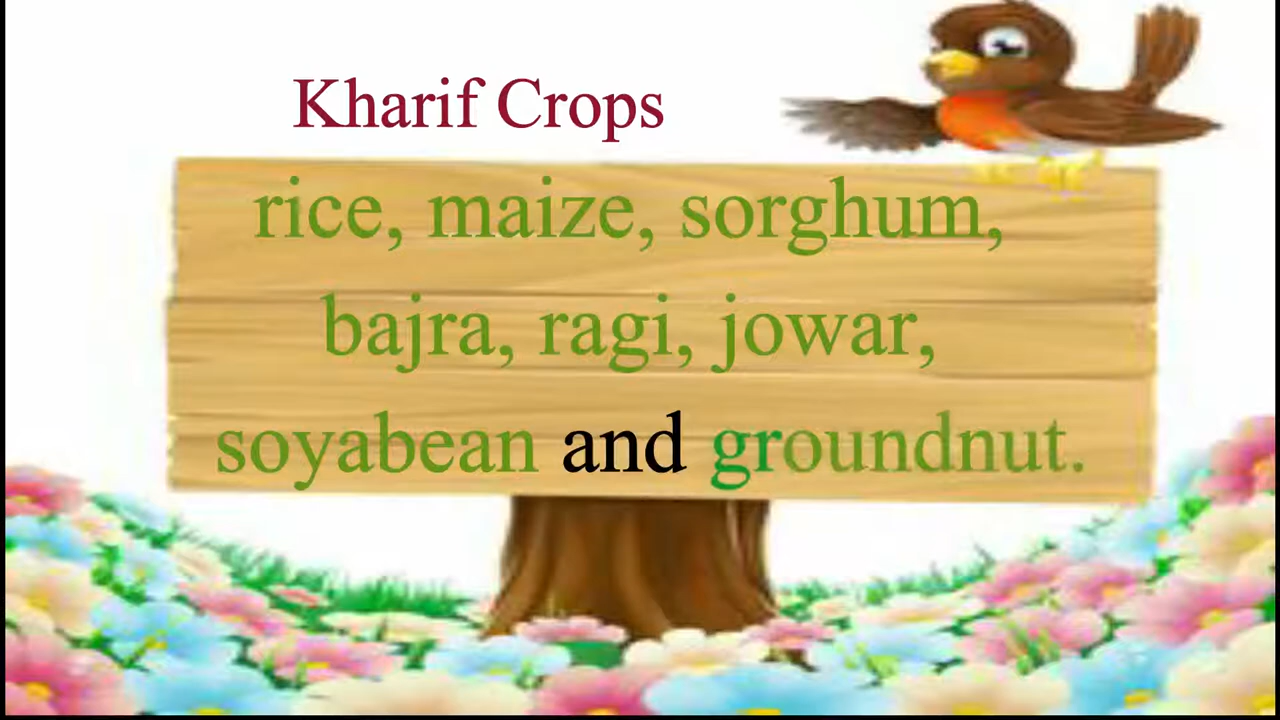 Kharif Crops
rice, maize, sorghum,
bajra, ragi, jowar,
soyabean and groundnut.